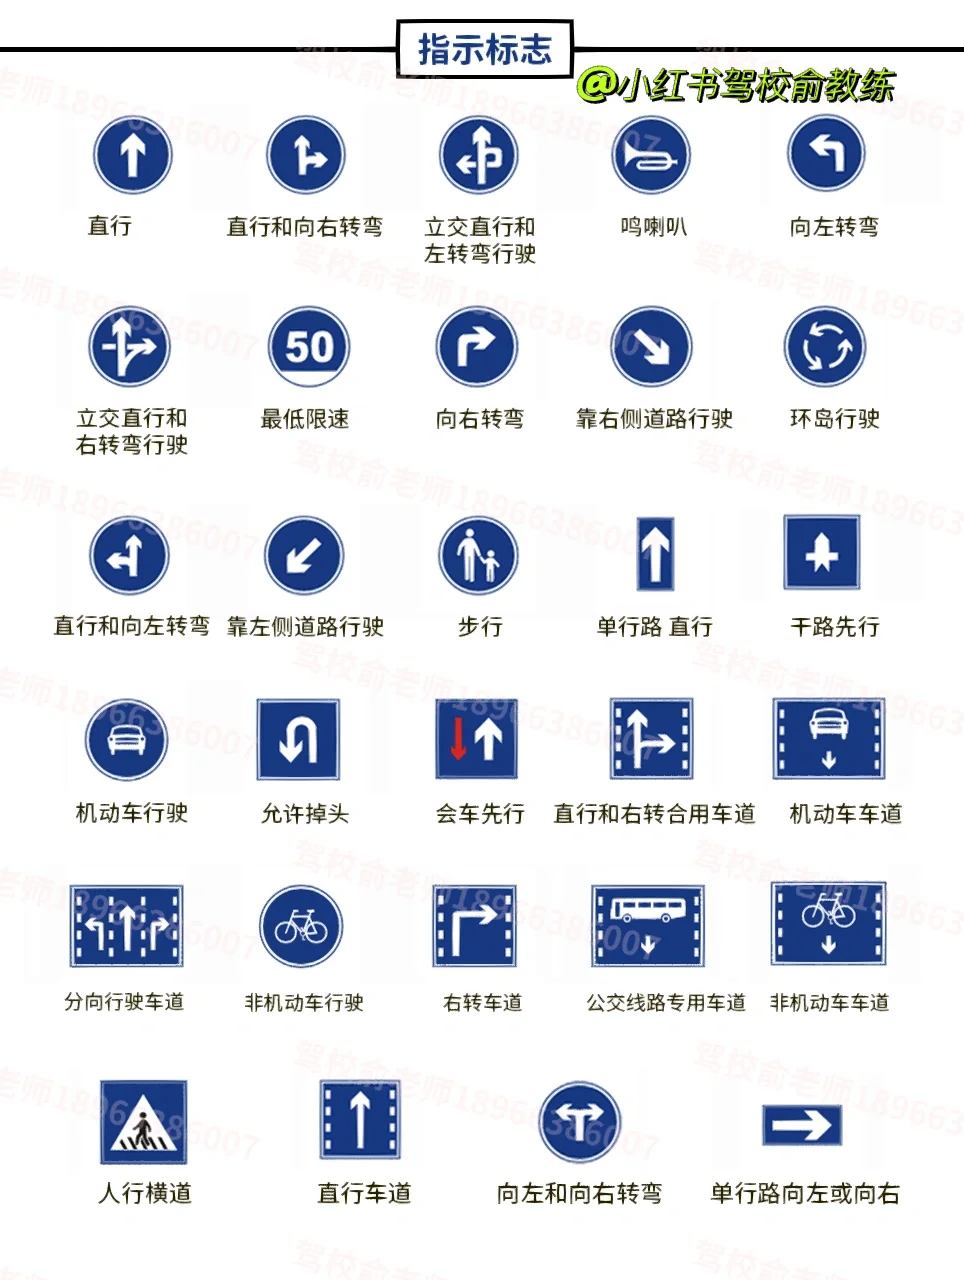 指示标志
@小红书驾校俞教练
直行
直行和向右转弯
立交直行和
左转弯行驶
鸣喇叭
向左转弯
50
立交直行和
右转弯行驶
最低限速
向右转弯
靠右侧道路行驶
环岛行驶
直行和向左转弯
靠左侧道路行驶
步行
单行路 直行
干路先行
机动车行驶
允许掉头
会车先行
直行和右转合用车道
机动车车道
分向行驶车道
非机动车行驶
右转车道
公交线路专用车道
非机动车车道
人行横道
直行车道
向左和向右转弯
单行路向左或向右
驾校俞老师18966386007